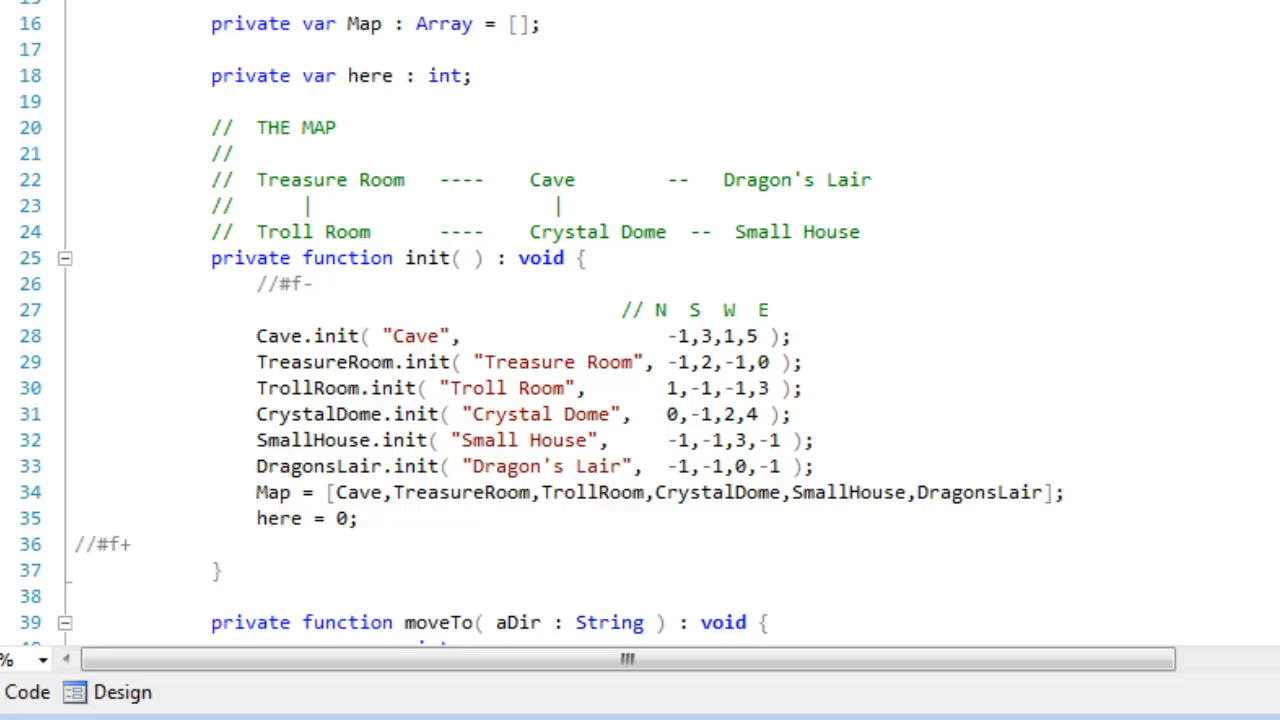 16 private var Map : Array = [];
17
18 private var here : int;
19
20 // THE MAP
21 //
22 // Treasure Room ---- Cave -- Dragon's Lair
23 // | |
24 // Troll Room ---- Crystal Dome -- Small House
25 private function init( ) : void {
26 //#f-
27 // N S W E
28 Cave.init( "Cave", -1,3,1,5 );
29 TreasureRoom.init( "Treasure Room", -1,2,-1,0 );
30 TrollRoom.init( "Troll Room", 1,-1,-1,3 );
31 CrystalDome.init( "Crystal Dome", 0,-1,2,4 );
32 SmallHouse.init( "Small House", -1,-1,3,-1 );
33 DragonsLair.init( "Dragon's Lair", -1,-1,0,-1 );
34 Map = [Cave,TreasureRoom,TrollRoom,CrystalDome,SmallHouse,DragonsLair];
35 here = 0;
36 //#f+
37 }
38
39 private function moveTo( aDir : String ) : void {
%
Code Design